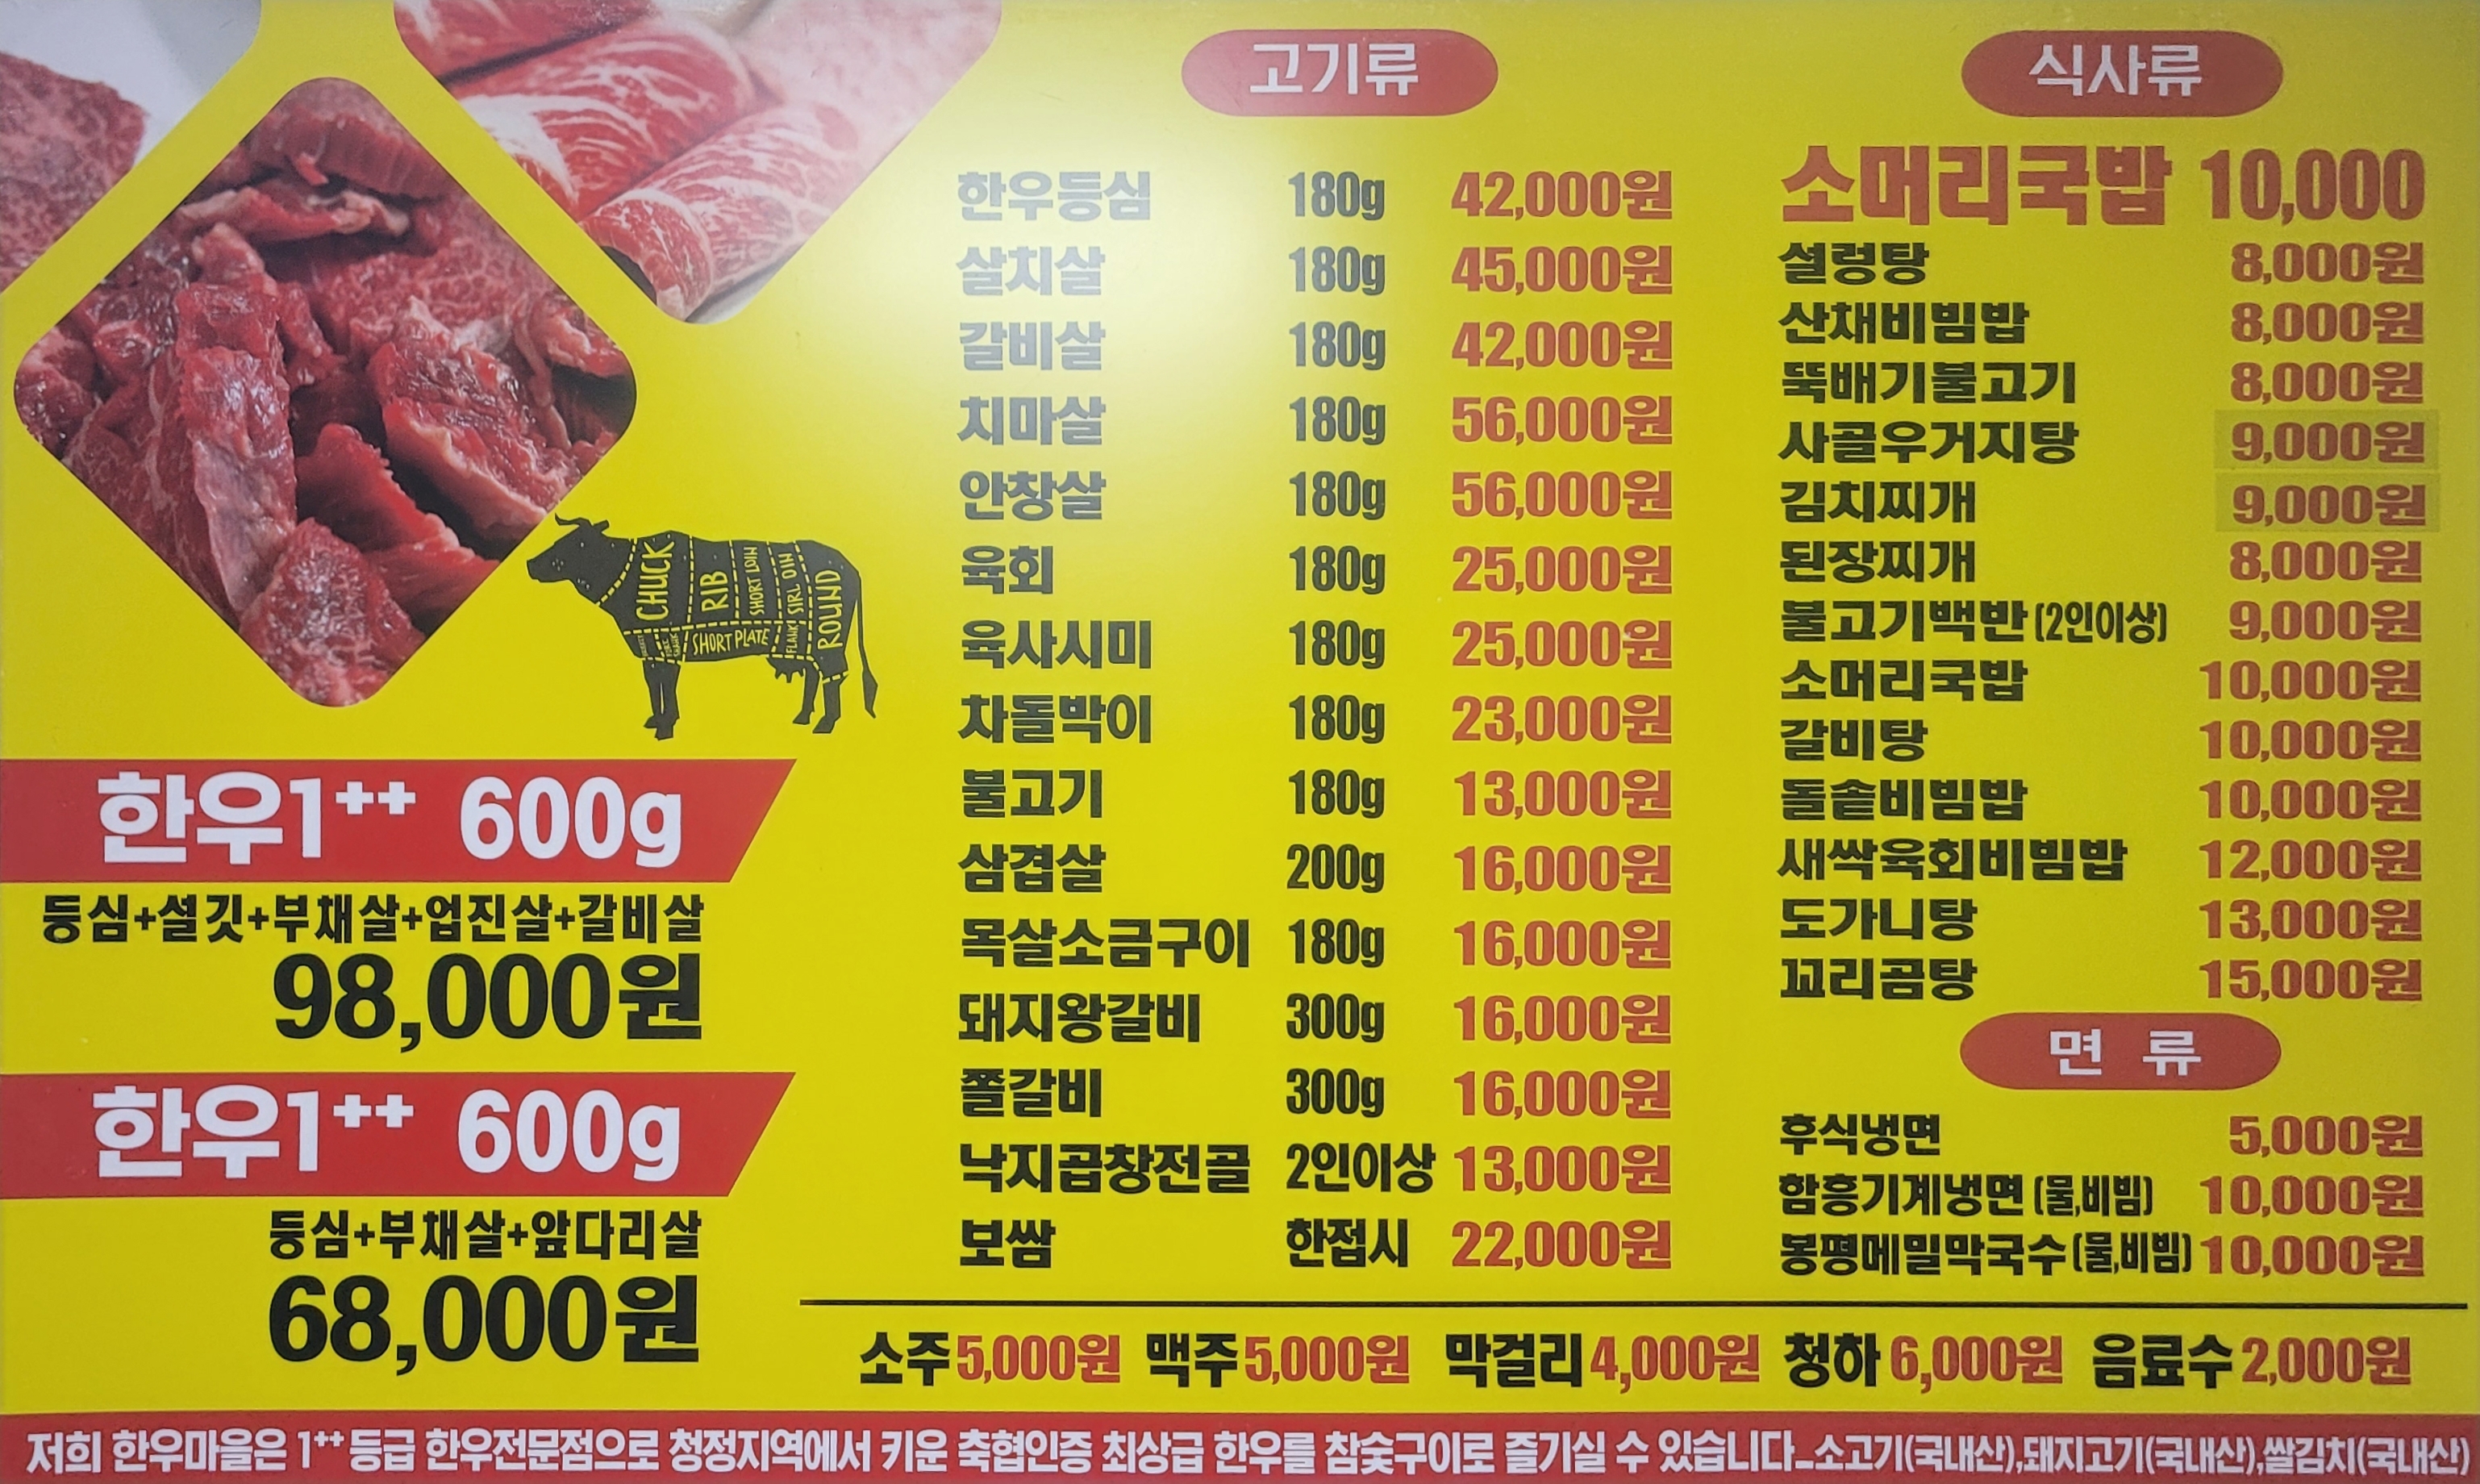 고기류
한우등심 180g 42,000원
살치살 180g 45,000원
갈비살 180g 42,000원
치마살 180g 56,000원
안창살 180g 56,000원
육회 180g 25,000원
육사시미 180g 25,000원
차돌박이 180g 23,000원
불고기 180g 13,000원
삼겹살 200g 16,000원
목살소금구이 180g 16,000원
돼지왕갈비 300g 16,000원
쫄갈비 300g 16,000원
낙지곱창전골 2인이상 13,000원
보쌈 한접시 22,000원
식사류
소머리국밥 10,000
설렁탕 8,000원
산채비빔밥 8,000원
뚝배기불고기 8,000원
사골우거지탕 9,000원
김치찌개 9,000원
된장찌개 8,000원
불고기백반 (2인이상) 9,000원
소머리국밥 10,000원
갈비탕 10,000원
돌솥비빔밥 10,000원
새싹육회비빔밥 12,000원
도가니탕 13,000원
꼬리곰탕 15,000원
면 류
후식냉면 5,000원
함흥기계냉면 (물,비빔) 10,000원
봉평메밀막국수 (물,비빔) 10,000원
CHUCK
RIB
SHORT LOIN
SIRLOIN
ROUND
SHORT PLATE
FLANK
한우1++ 600g
등심+설깃+부채살+업진살+갈비살
98,000원
한우1++ 600g
등심+부채살+앞다리살
68,000원
소주 5,000원 맥주 5,000원 막걸리 4,000원 청하 6,000원 음료수 2,000원
저희 한우마을은 1++등급 한우전문점으로 청정지역에서 키운 축협인증 최상급 한우를 참숯구이로 즐기실 수 있습니다_소고기(국내산),돼지고기(국내산),쌀김치(국내산)